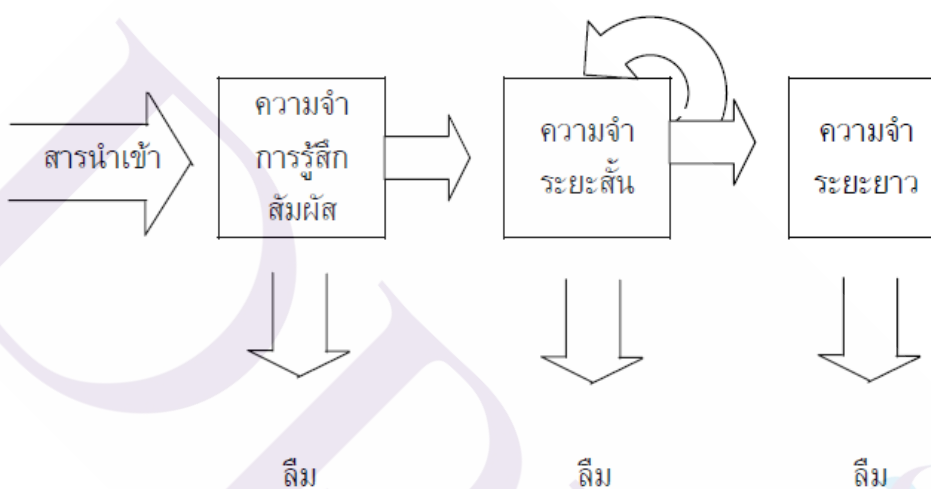 สารนำเข้า
ความจำ
การรู้สึก
สัมผัส
ความจำ
ระยะสั้น
ความจำ
ระยะยาว
ลืม
ลืม
ลืม